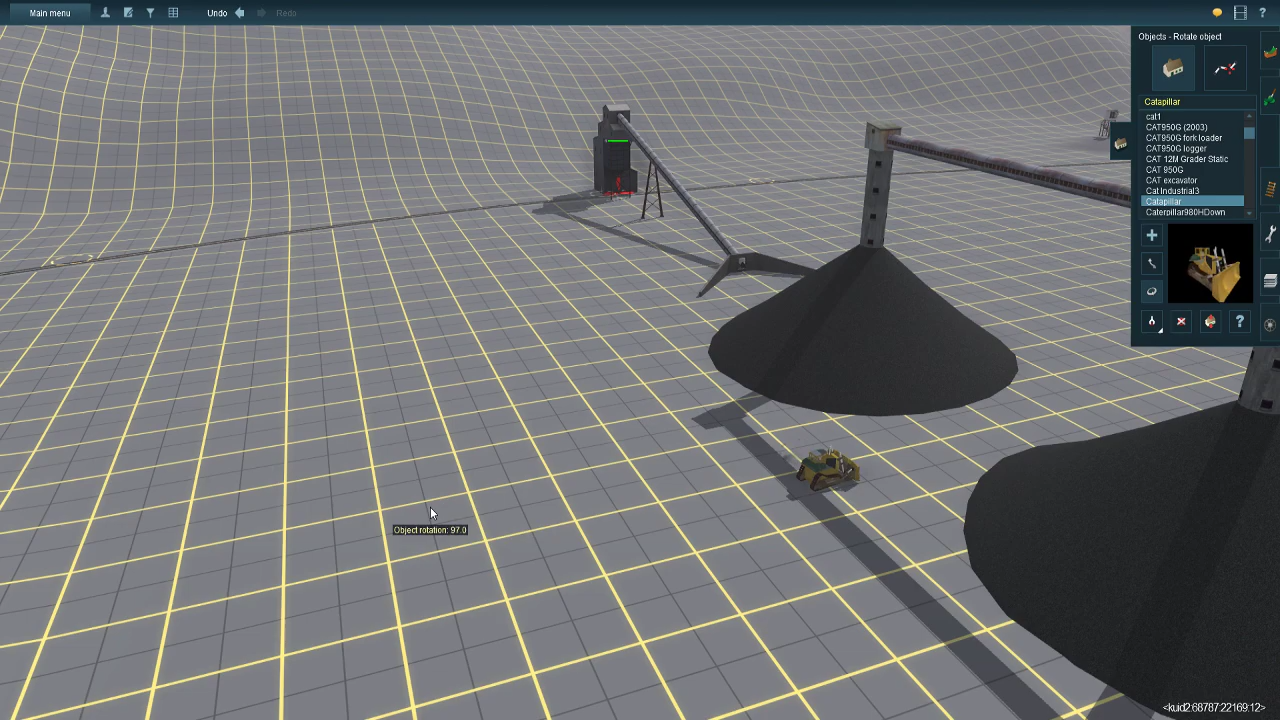 Main menu
Undo
Redo
?
Objects - Rotate object
Catapillar
cat1
CAT950G (2003)
CAT950G fork loader
CAT950G logger
CAT 12M Grader Static
CAT 950G
CAT excavator
Cat Industrial3
Catapillar
Caterpillar980HDown
?
Object rotation: 97.0
<kuid2:68787:22169:12>